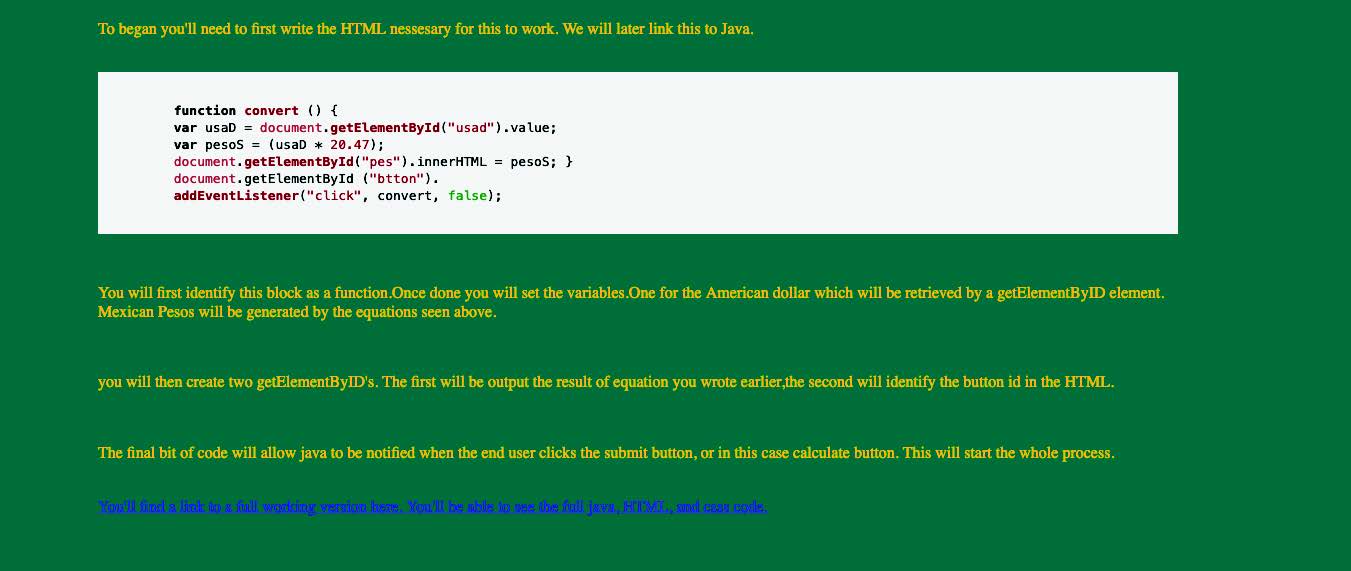 To began you'll need to first write the HTML nessesary for this to work. We will later link this to Java.
function convert () {
var usaD = document.getElementById("usad").value;
var pesoS = (usaD * 20.47);
document.getElementById("pes").innerHTML = pesoS; }
document.getElementById ("btton").
addEventListener("click", convert, false);
You will first identify this block as a function.Once done you will set the variables.One for the American dollar which will be retrieved by a getElementByID element.
Mexican Pesos will be generated by the equations seen above.
you will then create two getElementByID's. The first will be output the result of equation you wrote earlier,the second will identify the button id in the HTML.
The final bit of code will allow java to be notified when the end user clicks the submit button, or in this case calculate button. This will start the whole process.
You'll find a link to a full working version here. You'll be able to see the full java, HTML, and casc code.